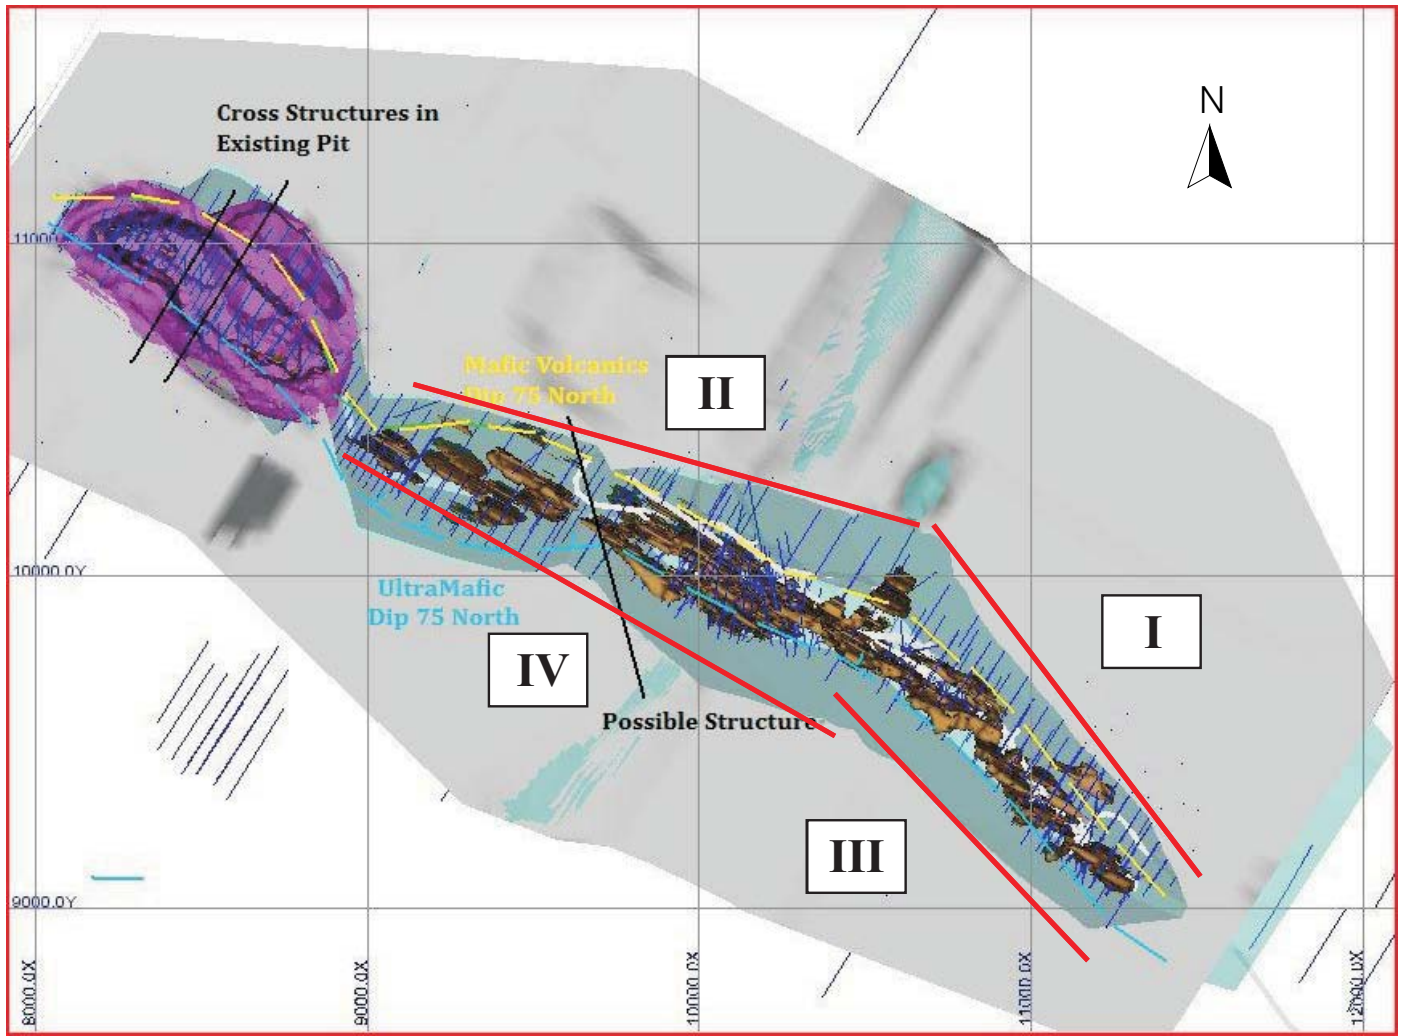 N
Cross Structures in
Existing Pit
11000.0Y
Mafic Volcanics
Dip 75 North
II
10000.0Y
UltraMafic
Dip 75 North
I
IV
Possible Structure
III
9000.0Y
8000.0X
9000.0X
10000.0X
11000.0X
12000.0X